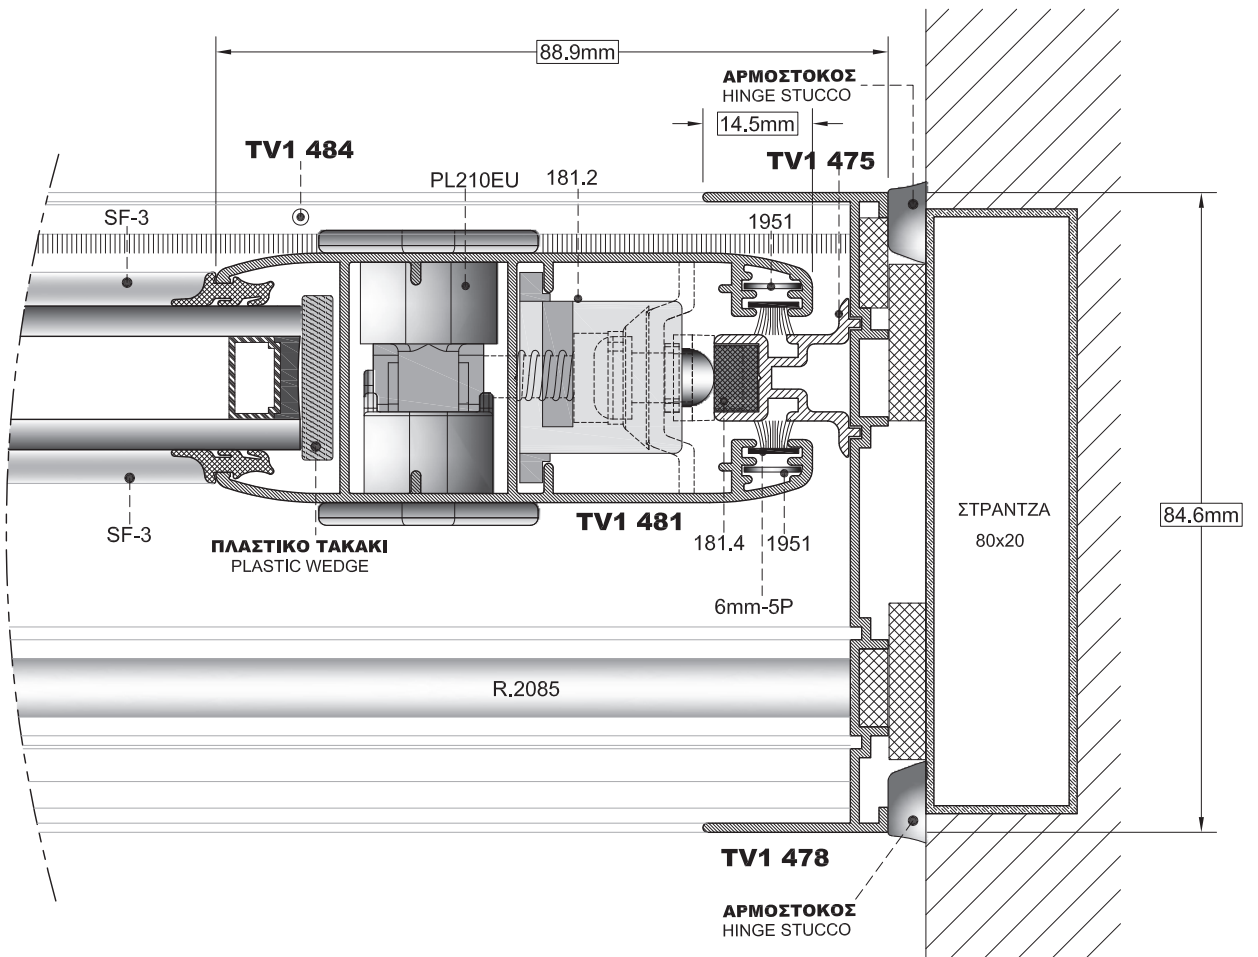 88.9mm
ΑΡΜΟΣΤΟΚΟΣ
HINGE STUCCO
14.5mm
TV1 484
TV1 475
PL210EU
181.2
SF-3
1951
ΣΤΡΑΝΤΖΑ
80x20
84.6mm
TV1 481
SF-3
181.4
1951
ΠΛΑΣΤΙΚΟ ΤΑΚΑΚΙ
PLASTIC WEDGE
6mm-5P
R.2085
TV1 478
ΑΡΜΟΣΤΟΚΟΣ
HINGE STUCCO